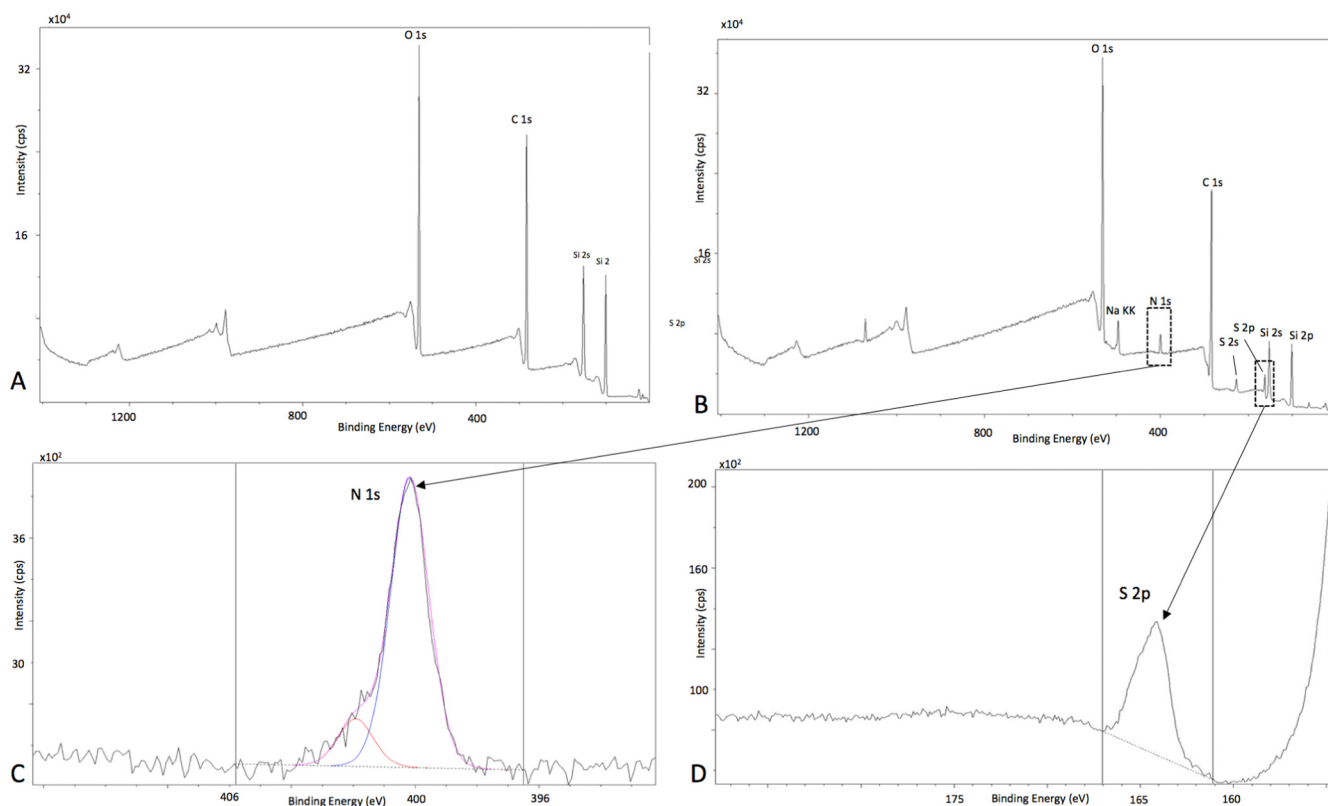 x10⁴
O 1s
32
C 1s
Intensity (cps)
16
Si 2s
Si 2
A
1200
800
400
Binding Energy (eV)
x10⁴
O 1s
32
C 1s
Intensity (cps)
16
Si 2s
N 1s
Na KK
S 2p
S 2s
S 2p
Si 2s
Si 2p
B
1200
800
400
Binding Energy (eV)
x10²
N 1s
36
Intensity (cps)
30
C
406
400
396
Binding Energy (eV)
x10²
200
160
S 2p
Intensity (cps)
100
60
D
175
165
160
Binding Energy (eV)